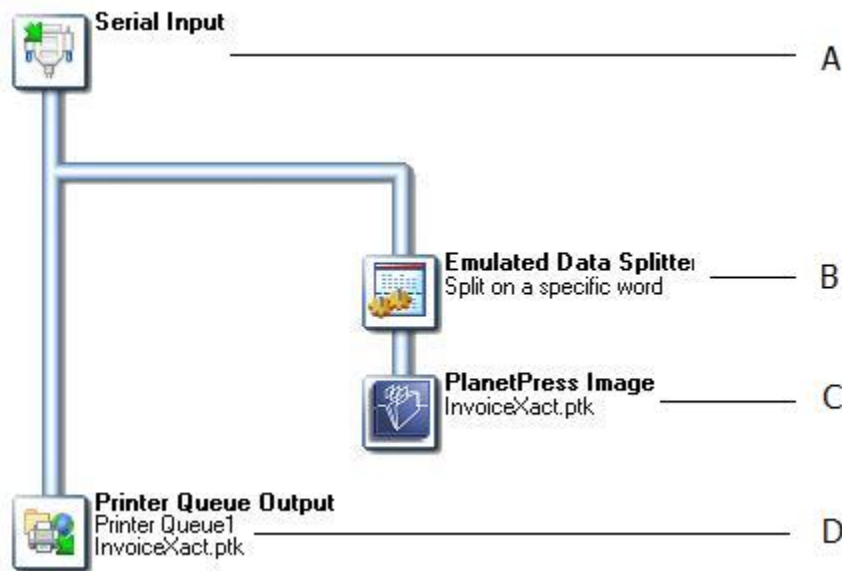 Serial Input
A
Emulated Data Splitter
Split on a specific word
B
PlanetPress Image
InvoiceXact.ptk
C
Printer Queue Output
Printer Queue1
InvoiceXact.ptk
D